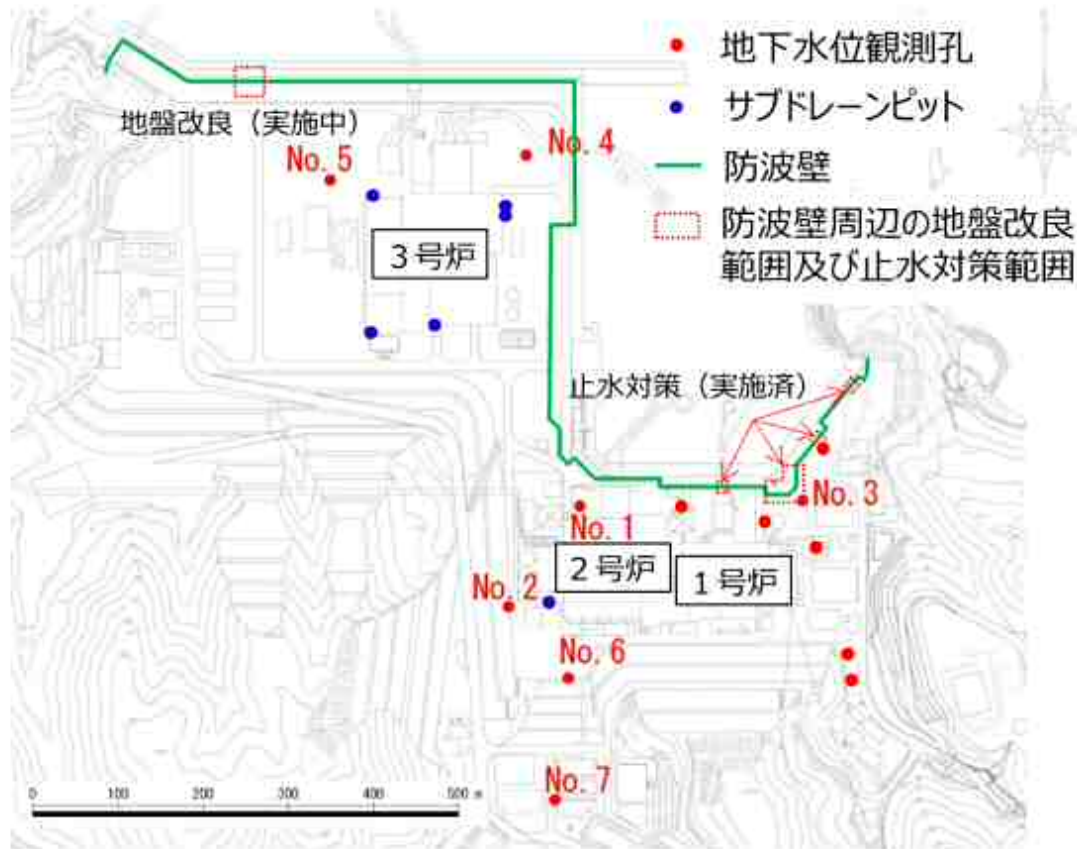 地下水位観測孔
サブドレーンピット
防波壁
防波壁周辺の地盤改良
範囲及び止水対策範囲
地盤改良（実施中）
No. 5
No. 4
３号炉
止水対策（実施済）
No. 3
No. 1
２号炉
１号炉
No. 2
No. 6
No. 7
0 100 200 300 400 500 m